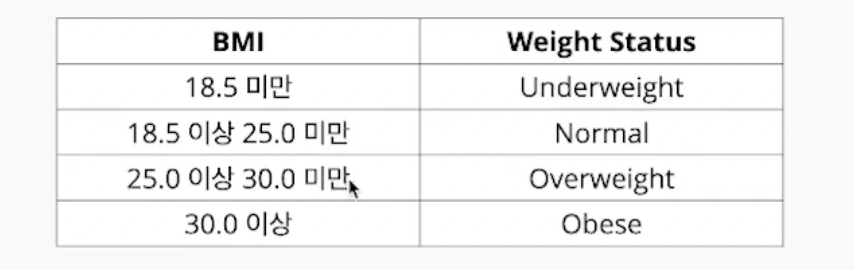 BMI Weight Status
18.5 미만 Underweight
18.5 이상 25.0 미만 Normal
25.0 이상 30.0 미만 Overweight
30.0 이상 Obese